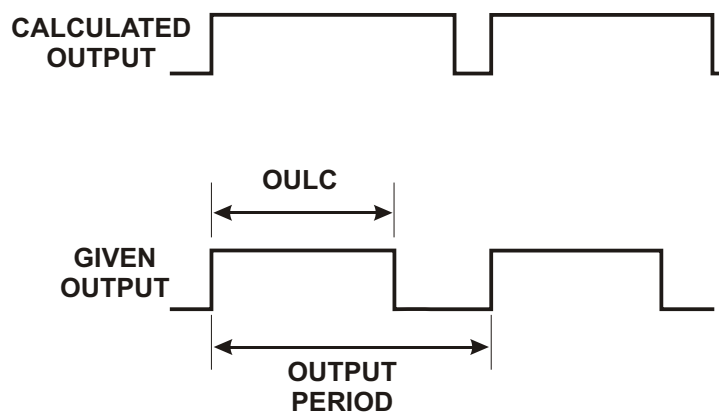 CALCULATED
OUTPUT
OULC
GIVEN
OUTPUT
OUTPUT
PERIOD